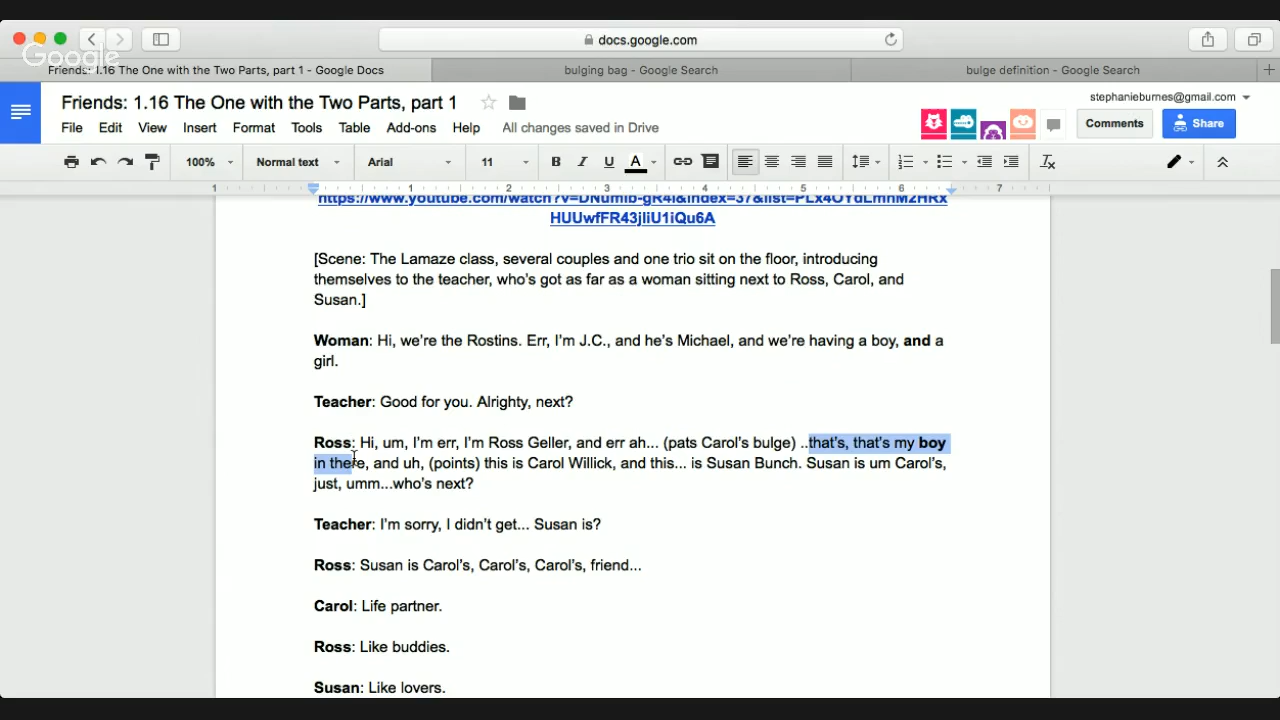 docs.google.com
Google
Friends: 1.16 The One with the Two Parts, part 1 - Google Docs
bulging bag - Google Search
bulge definition - Google Search
Friends: 1.16 The One with the Two Parts, part 1
stephanieburnes@gmail.com
File Edit View Insert Format Tools Table Add-ons Help All changes saved in Drive
Comments
Share
100% Normal text Arial 11 B I U A
1 1 2 3 4 5 6 7
HUUwfFR43jliU1iQu6A
[Scene: The Lamaze class, several couples and one trio sit on the floor, introducing
themselves to the teacher, who's got as far as a woman sitting next to Ross, Carol, and
Susan.]
Woman: Hi, we're the Rostins. Err, I'm J.C., and he's Michael, and we're having a boy, and a
girl.
Teacher: Good for you. Alrighty, next?
Ross: Hi, um, I'm err, I'm Ross Geller, and err ah... (pats Carol's bulge) ..that's, that's my boy
in there, and uh, (points) this is Carol Willick, and this... is Susan Bunch. Susan is um Carol's,
just, umm...who's next?
Teacher: I'm sorry, I didn't get... Susan is?
Ross: Susan is Carol's, Carol's, Carol's, friend...
Carol: Life partner.
Ross: Like buddies.
Susan: Like lovers.